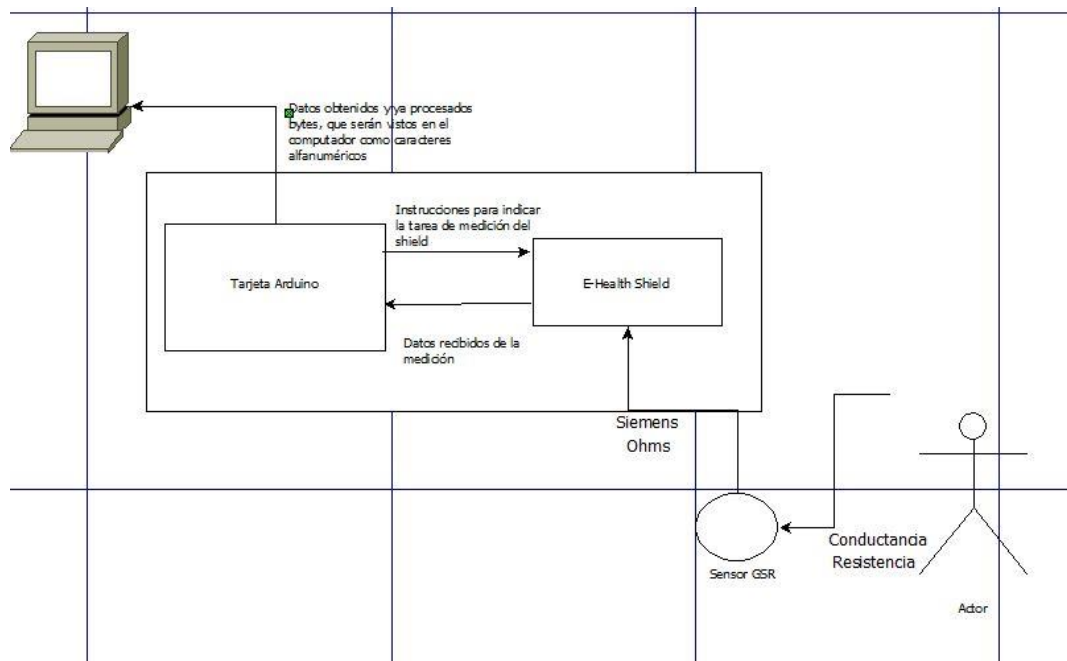 Datos obtenidos y ya procesados
bytes, que serán vistos en el
computador como caracteres
alfanuméricos
Instrucciones para indicar
la tarea de medición del
shield
Tarjeta Arduino
E-Health Shield
Datos recibidos de la
medición
Siemens
Ohms
Conductancia
Resistencia
Sensor GSR
Actor